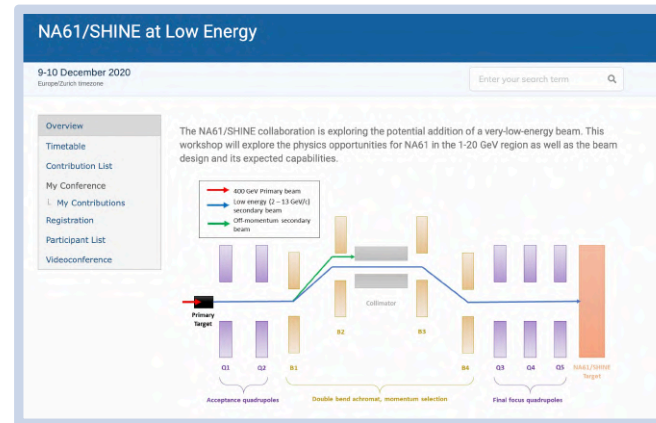 NA61/SHINE at Low Energy
9-10 December 2020
Europe/Zurich timezone
Enter your search term
Overview
Timetable
Contribution List
My Conference
My Contributions
Registration
Participant List
Videoconference
The NA61/SHINE collaboration is exploring the potential addition of a very-low-energy beam. This
workshop will explore the physics opportunities for NA61 in the 1-20 GeV region as well as the beam
design and its expected capabilities.
400 GeV Primary beam
Low energy (2 – 13 GeV/c)
secondary beam
Off-momentum secondary
beam
Primary
Target
Collimator
B2
B3
Q1
Q2
B1
B4
Q3
Q4
Q5
NA61/SHINE
Target
Acceptance quadrupoles
Double bend achromat, momentum selection
Final focus quadrupoles